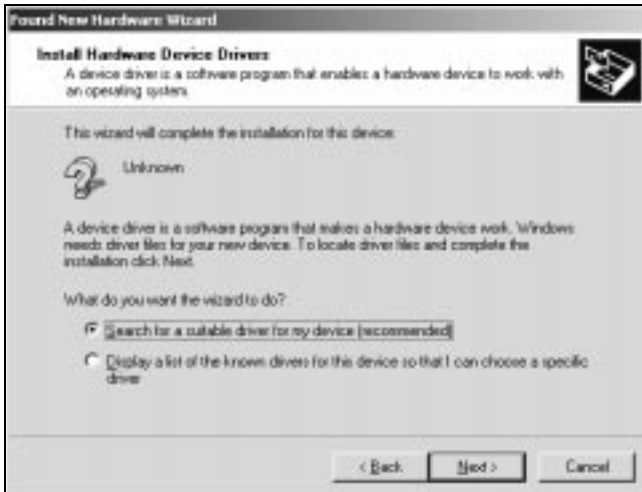 Found New Hardware Wizard
Install Hardware Device Drivers
A device driver is a software program that enables a hardware device to work with
an operating system.
This wizard will complete the installation for this device:
Unknown
A device driver is a software program that makes a hardware device work. Windows
needs driver files for your new device. To locate driver files and complete the
installation click Next.
What do you want the wizard to do?
Search for a suitable driver for my device (recommended)
Display a list of the known drivers for this device so that I can choose a specific
driver
< Back Next > Cancel